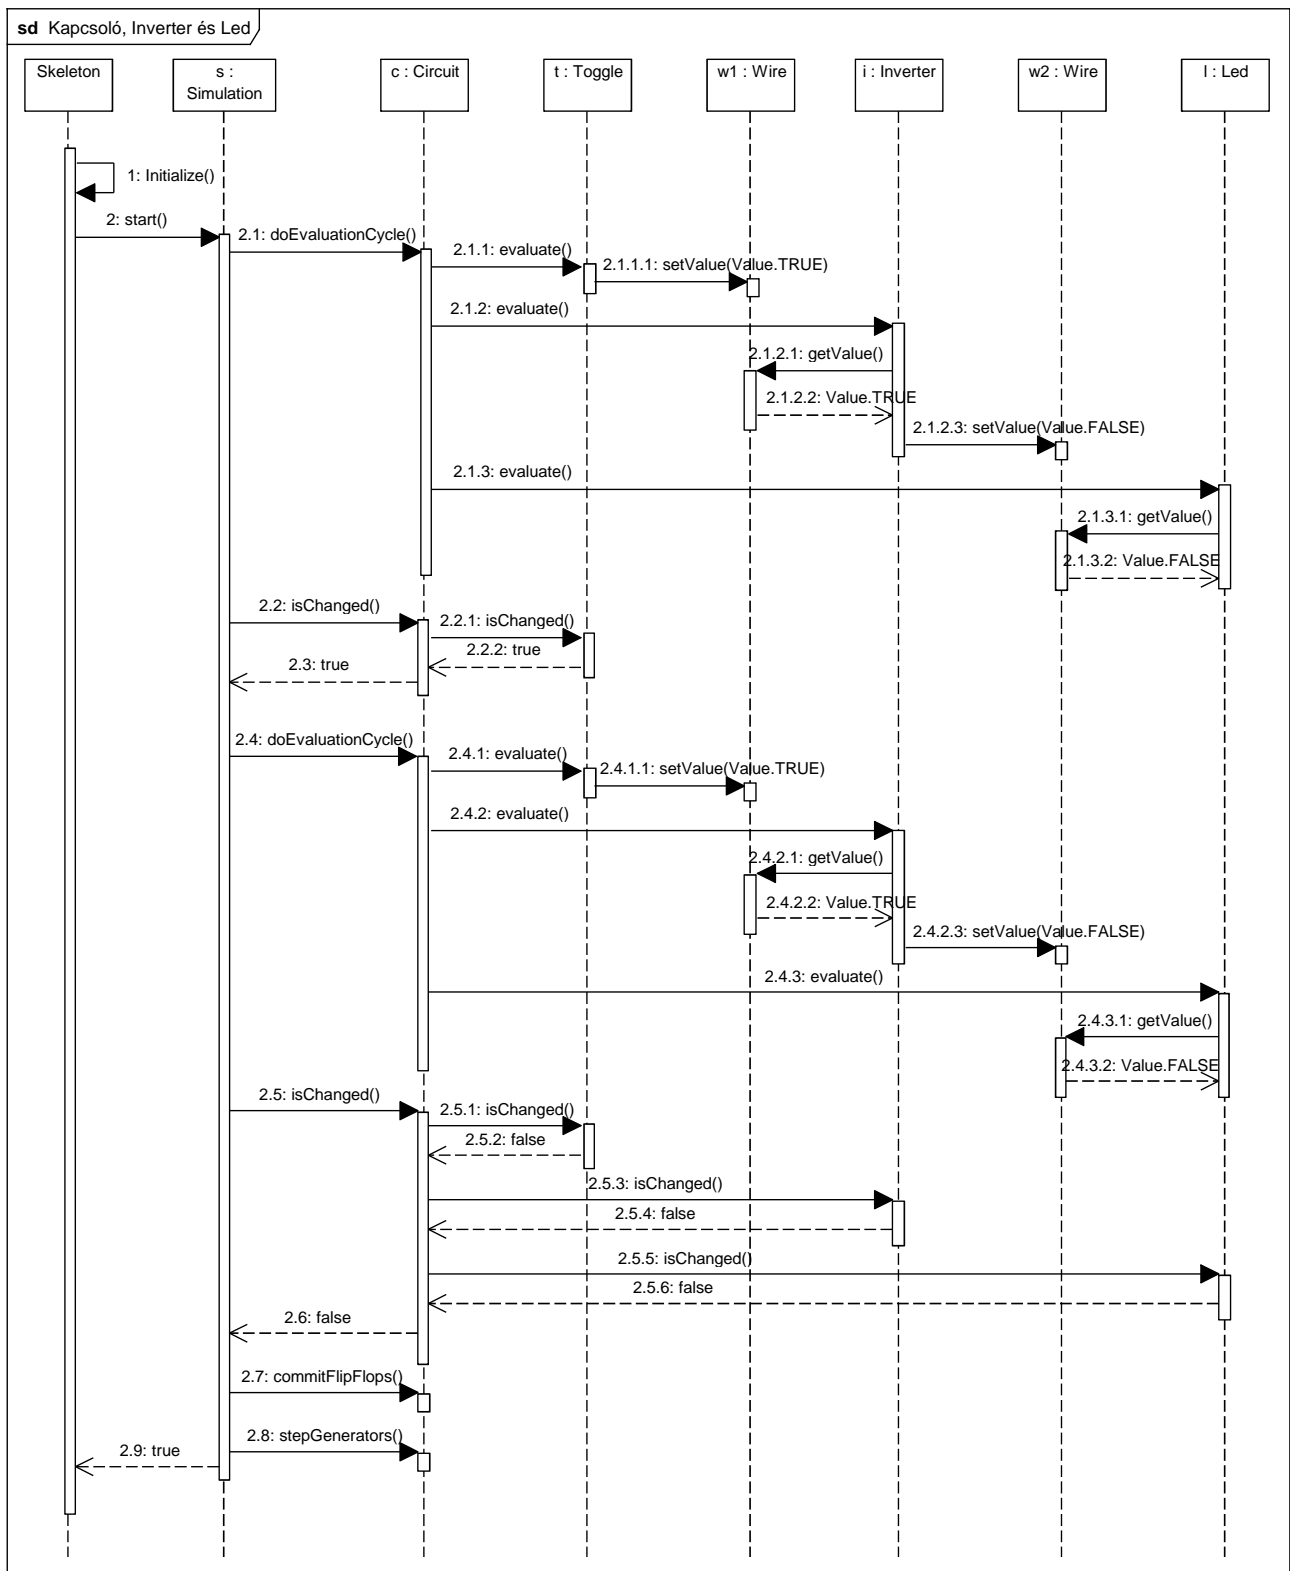 sd Kapcsoló, Inverter és Led
Skeleton
s :
Simulation
c : Circuit
t : Toggle
w1 : Wire
i : Inverter
w2 : Wire
l : Led
1: Initialize()
2: start()
2.1: doEvaluationCycle()
2.1.1: evaluate()
2.1.1.1: setValue(Value.TRUE)
2.1.2: evaluate()
2.1.2.1: getValue()
2.1.2.2: Value.TRUE
2.1.2.3: setValue(Value.FALSE)
2.1.3: evaluate()
2.1.3.1: getValue()
2.1.3.2: Value.FALSE
2.2: isChanged()
2.2.1: isChanged()
2.2.2: true
2.3: true
2.4: doEvaluationCycle()
2.4.1: evaluate()
2.4.1.1: setValue(Value.TRUE)
2.4.2: evaluate()
2.4.2.1: getValue()
2.4.2.2: Value.TRUE
2.4.2.3: setValue(Value.FALSE)
2.4.3: evaluate()
2.4.3.1: getValue()
2.4.3.2: Value.FALSE
2.5: isChanged()
2.5.1: isChanged()
2.5.2: false
2.5.3: isChanged()
2.5.4: false
2.5.5: isChanged()
2.5.6: false
2.6: false
2.7: commitFlipFlops()
2.8: stepGenerators()
2.9: true